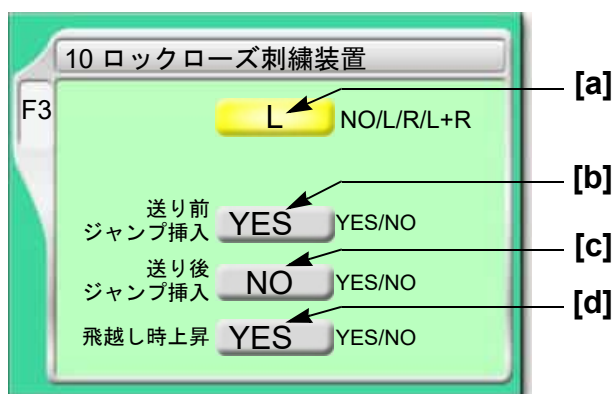 10 ロックローズ刺繍装置
[a]
F3
L NO/L/R/L+R
[b]
送り前
ジャンプ挿入 YES YES/NO
[c]
送り後
ジャンプ挿入 NO YES/NO
[d]
飛越し時上昇 YES YES/NO